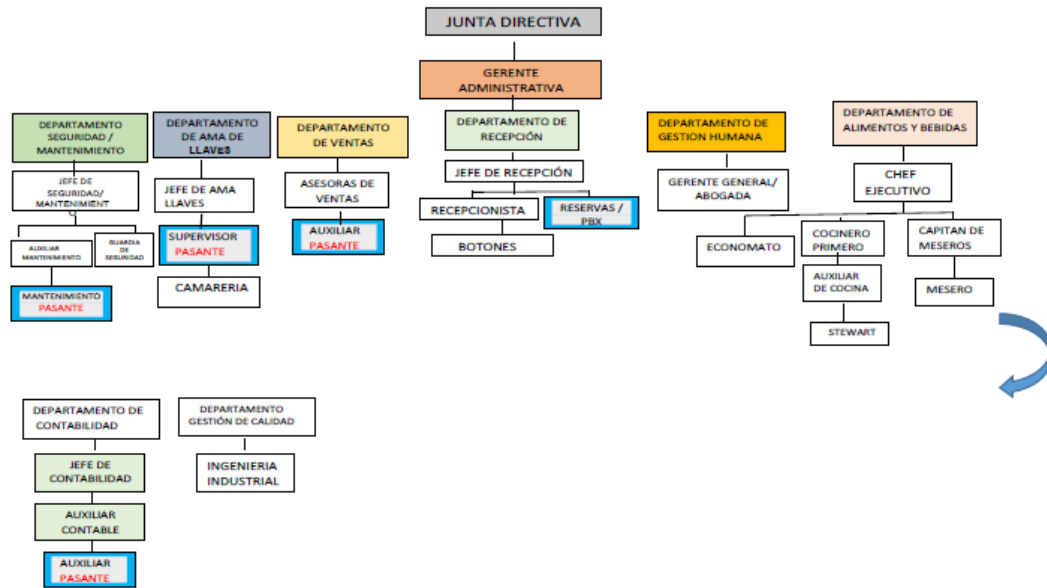 JUNTA DIRECTIVA
GERENTE
ADMINISTRATIVA
DEPARTAMENTO
SEGURIDAD /
MANTENIMIENTO
JEFE DE
SEGURIDAD/
MANTENIMIENT
O
AUXILIAR
MANTENIMIENTO
GUARDIA
DE
SEGURIDAD
MANTENIMIENTO
PASANTE
DEPARTAMENTO
DE AMA DE
LLAVES
JEFE DE AMA
LLAVES
SUPERVISOR
PASANTE
CAMARERIA
DEPARTAMENTO
DE VENTAS
ASESORAS DE
VENTAS
AUXILIAR
PASANTE
DEPARTAMENTO DE
RECEPCIÓN
JEFE DE RECEPCIÓN
RECEPCIONISTA
RESERVAS /
PBX
BOTONES
DEPARTAMENTO
DE GESTION HUMANA
GERENTE GENERAL/
ABOGADA
DEPARTAMENTO DE
ALIMENTOS Y BEBIDAS
CHEF
EJECUTIVO
ECONOMATO
COCINERO
PRIMERO
AUXILIAR
DE COCINA
STEWART
CAPITAN DE
MESEROS
MESERO
DEPARTAMENTO DE
CONTABILIDAD
JEFE DE
CONTABILIDAD
AUXILIAR
CONTABLE
AUXILIAR
PASANTE
DEPARTAMENTO
GESTIÓN DE CALIDAD
INGENIERIA
INDUSTRIAL